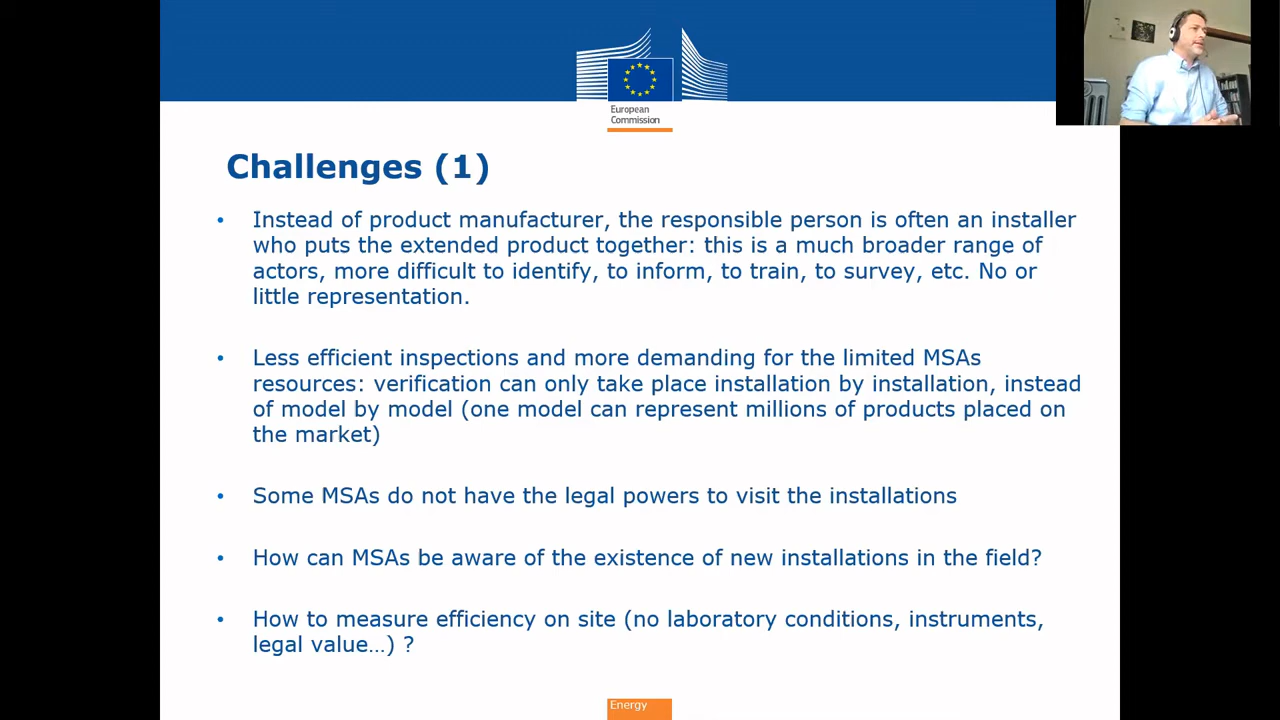 European
Commission
Challenges (1)
• Instead of product manufacturer, the responsible person is often an installer
who puts the extended product together: this is a much broader range of
actors, more difficult to identify, to inform, to train, to survey, etc. No or
little representation.
• Less efficient inspections and more demanding for the limited MSAs
resources: verification can only take place installation by installation, instead
of model by model (one model can represent millions of products placed on
the market)
• Some MSAs do not have the legal powers to visit the installations
• How can MSAs be aware of the existence of new installations in the field?
• How to measure efficiency on site (no laboratory conditions, instruments,
legal value…) ?
Energy